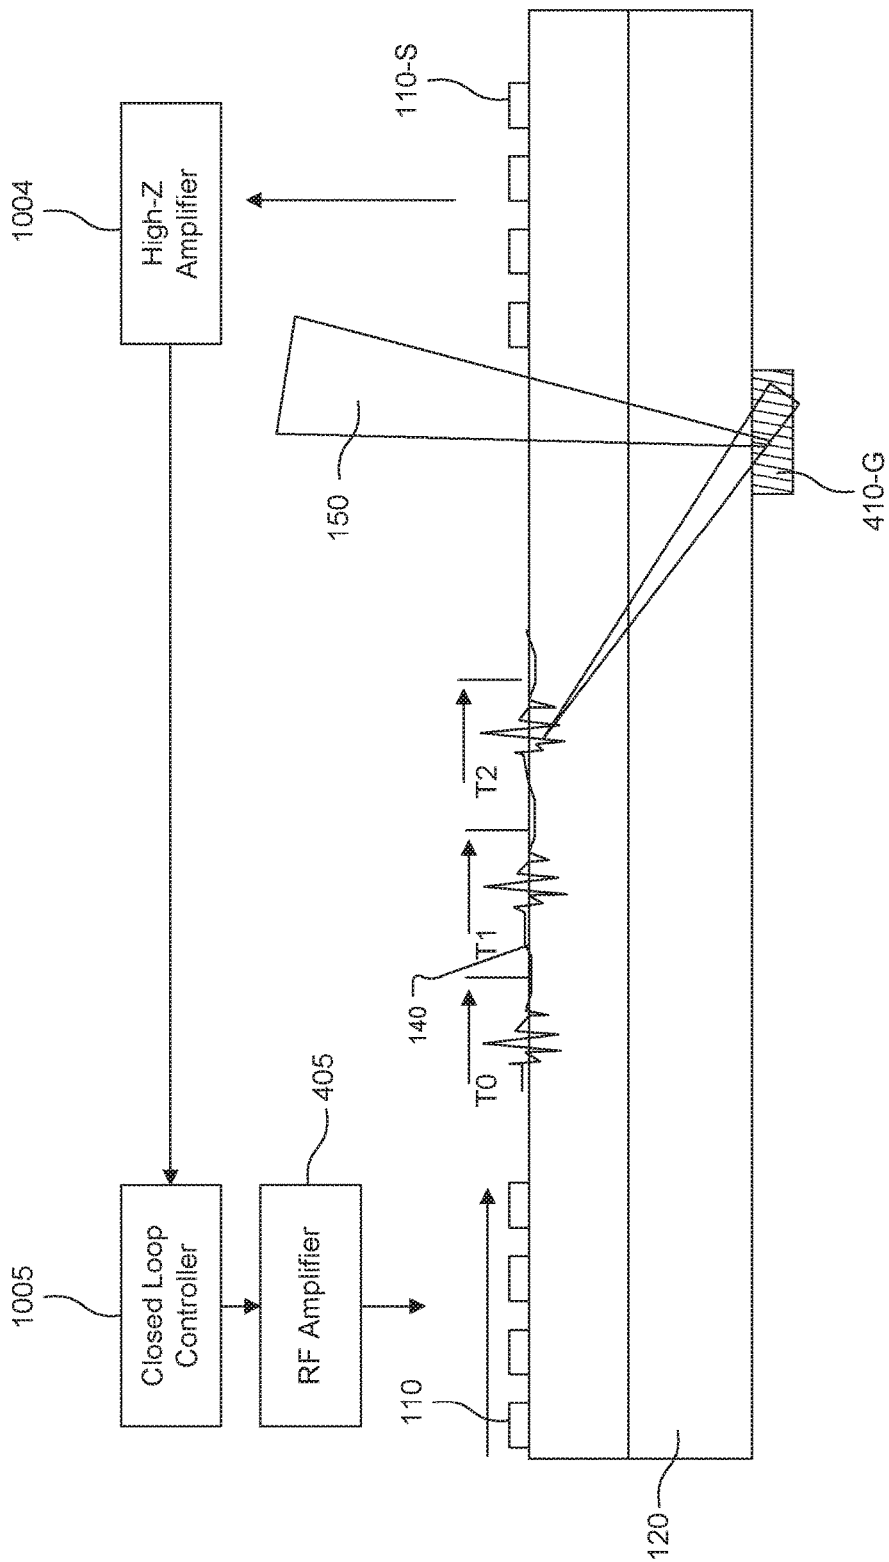 1005
Closed Loop
Controller
405
RF Amplifier
1004
High-Z
Amplifier
110
T0
140
T1
T2
150
110-S
120
410-G